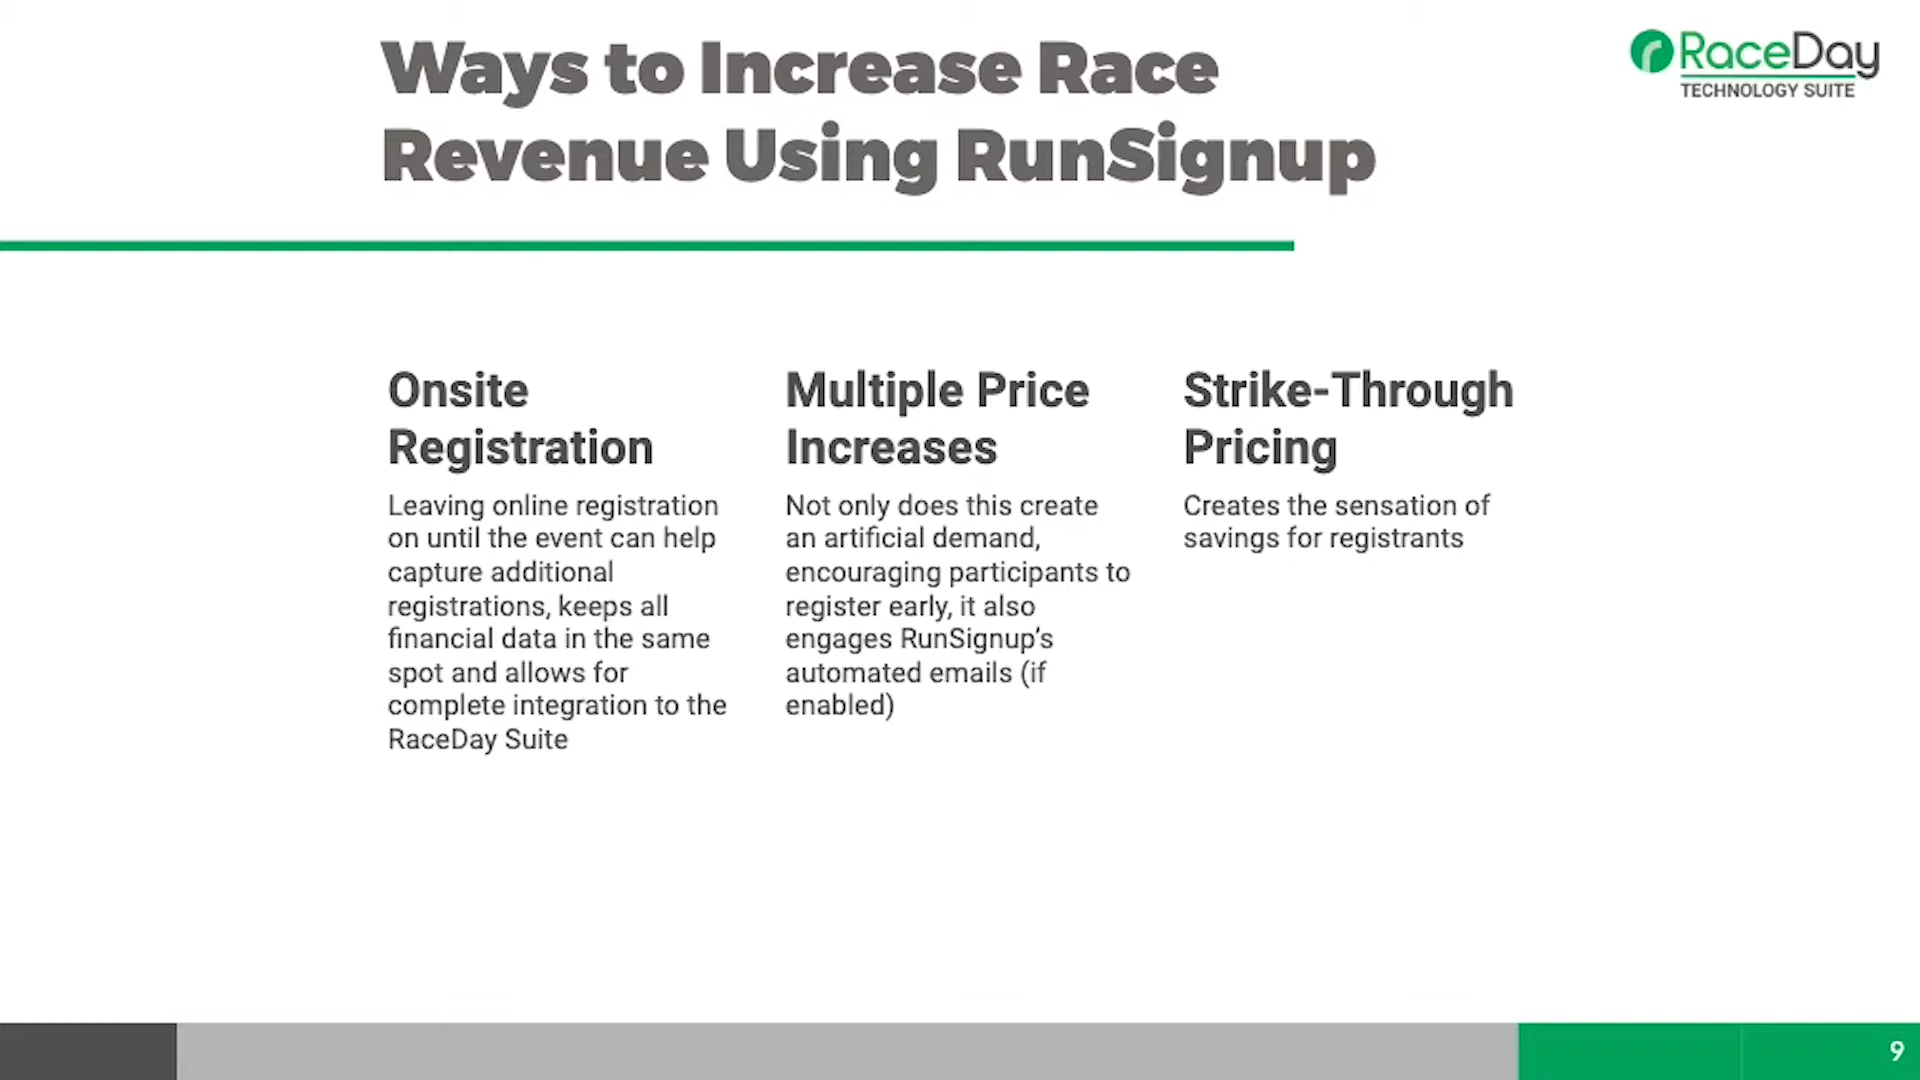 Ways to Increase Race
Revenue Using RunSignup
RaceDay
TECHNOLOGY SUITE
Onsite
Registration
Leaving online registration
on until the event can help
capture additional
registrations, keeps all
financial data in the same
spot and allows for
complete integration to the
RaceDay Suite
Multiple Price
Increases
Not only does this create
an artificial demand,
encouraging participants to
register early, it also
engages RunSignup’s
automated emails (if
enabled)
Strike-Through
Pricing
Creates the sensation of
savings for registrants
9